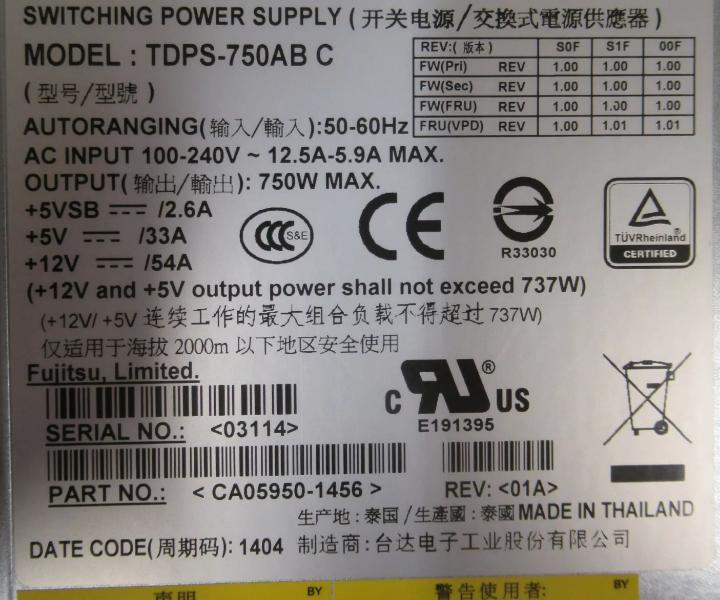 SWITCHING POWER SUPPLY ( 开关电源/交換式電源供應器 )
MODEL : TDPS-750AB C
( 型号/型號 )
REV:( 版本 ) S0F S1F 00F
FW(Pri) REV 1.00 1.00 1.00
FW(Sec) REV 1.00 1.00 1.00
FW(FRU) REV 1.00 1.00 1.00
FRU(VPD) REV 1.00 1.01 1.01
AUTORANGING(输入/輸入):50-60Hz
AC INPUT 100-240V ~ 12.5A-5.9A MAX.
OUTPUT( 输出/輸出): 750W MAX.
+5VSB /2.6A
+5V /33A
+12V /54A
CCC S&E
CE
R33030
TÜVRheinland ®
CERTIFIED
(+12V and +5V output power shall not exceed 737W)
(+12V/ +5V 连续工作的最大组合负载不得超过 737W)
仅适用于海拔 2000m 以下地区安全使用
Fujitsu, Limited.
C RU ® US
E191395
SERIAL NO.: <03114>
PART NO.: < CA05950-1456 > REV: <01A>
生产地 : 泰国 / 生產國 : 泰國 MADE IN THAILAND
DATE CODE(周期码): 1404 制造商 : 台达电子工业股份有限公司
声明 BY 警告使用者: BY